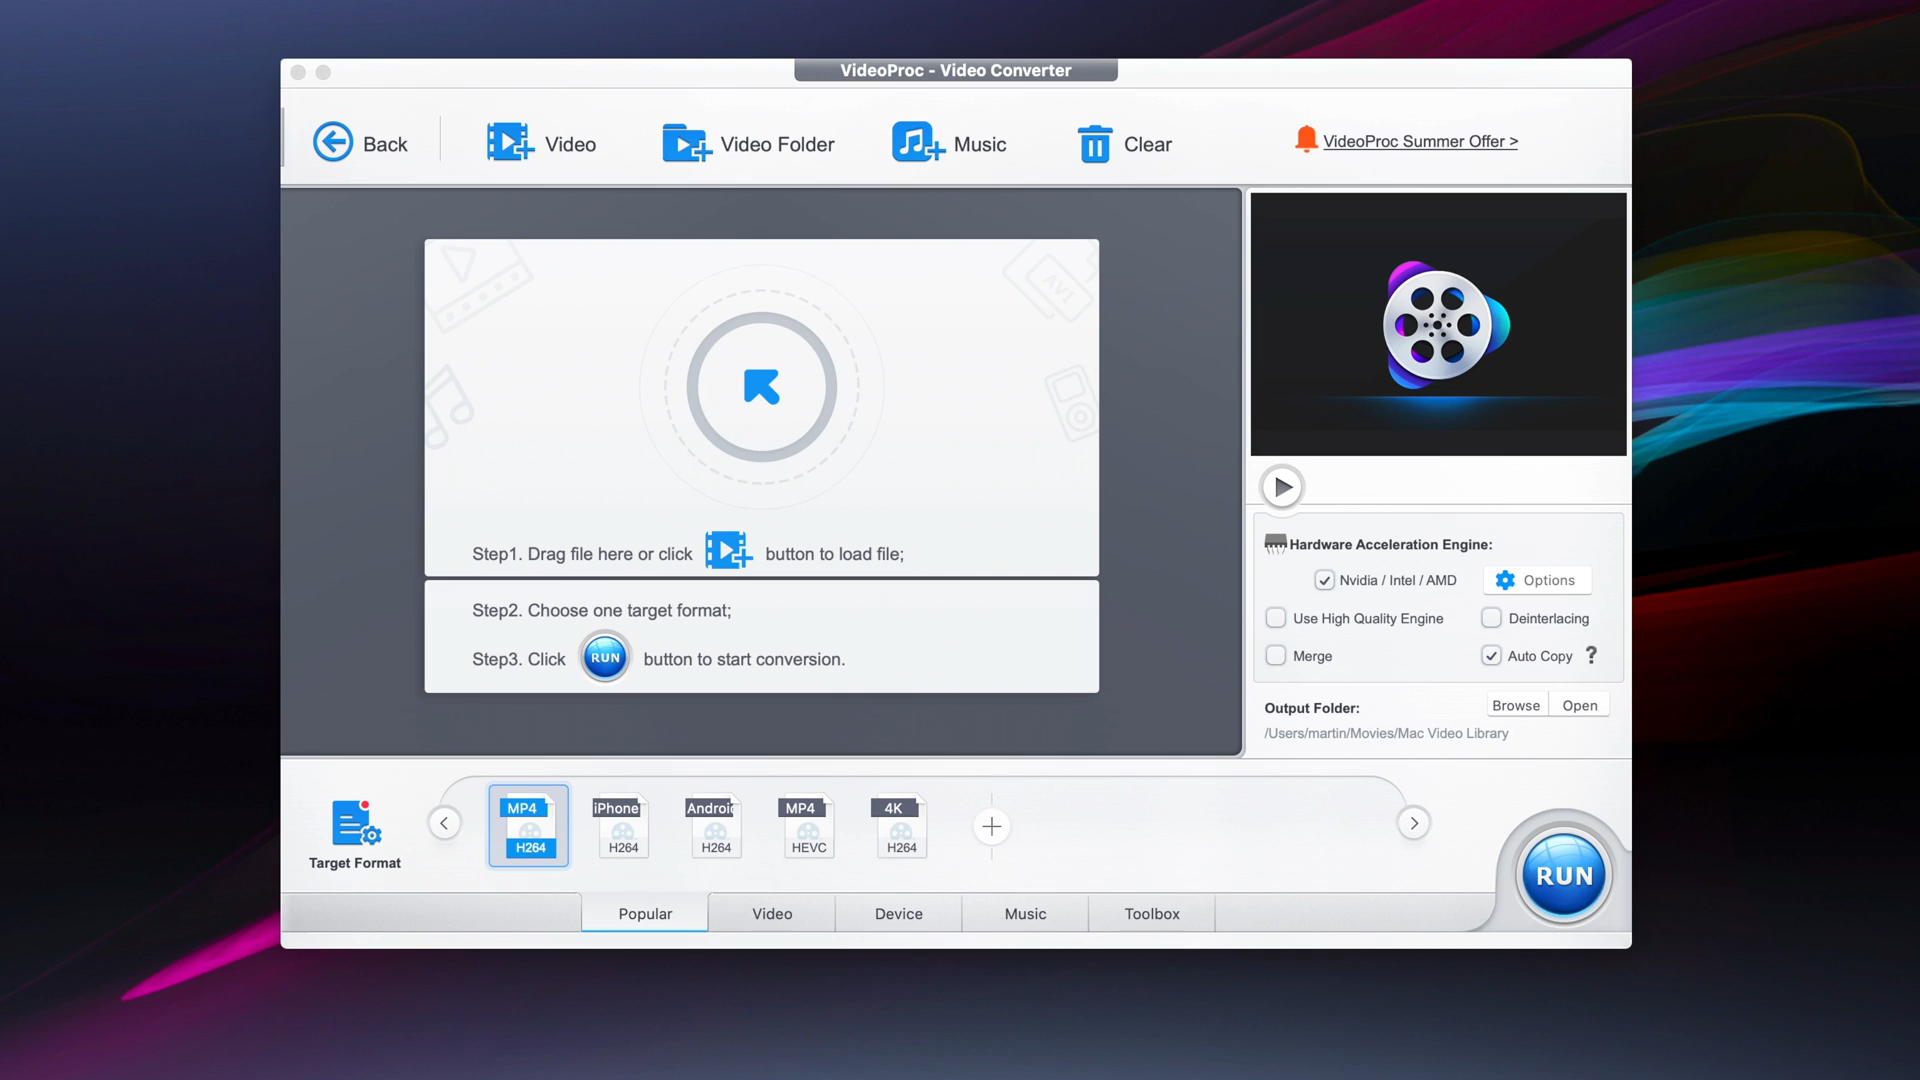 VideoProc - Video Converter
Back
Video
Video Folder
Music
Clear
VideoProc Summer Offer >
AVI
Step1. Drag file here or click button to load file;
Step2. Choose one target format;
Step3. Click RUN button to start conversion.
Hardware Acceleration Engine:
Nvidia / Intel / AMD
Options
Use High Quality Engine
Deinterlacing
Merge
Auto Copy ?
Output Folder:
Browse
Open
/Users/martin/Movies/Mac Video Library
Target Format
MP4
H264
iPhone
H264
Android
H264
MP4
HEVC
4K
H264
RUN
Popular
Video
Device
Music
Toolbox